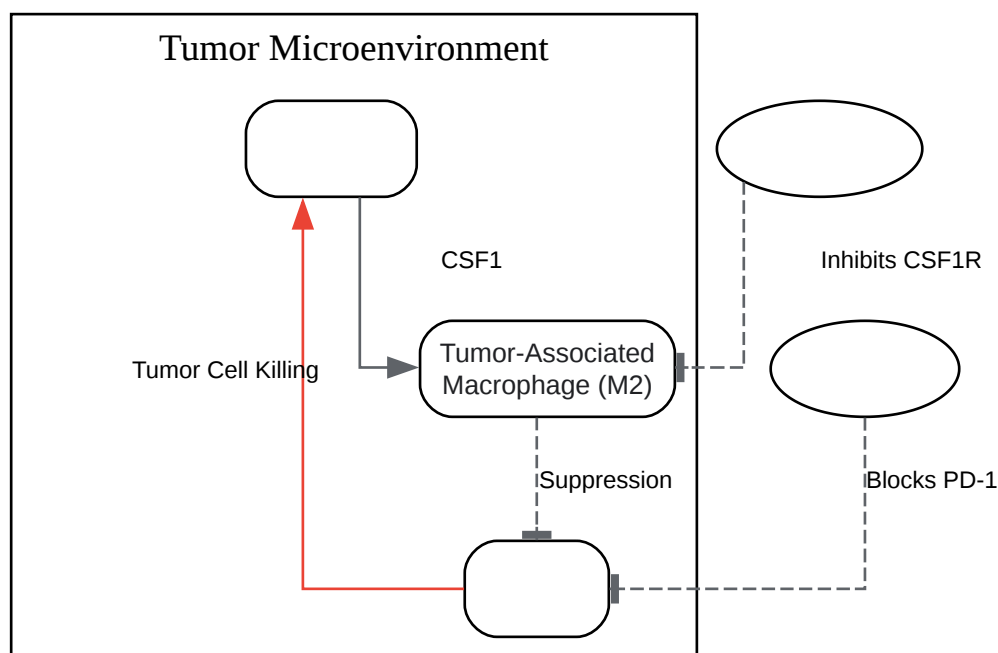 Tumor Microenvironment
CSF1
Inhibits CSF1R
Tumor-Associated
Macrophage (M2)
Tumor Cell Killing
Suppression
Blocks PD-1